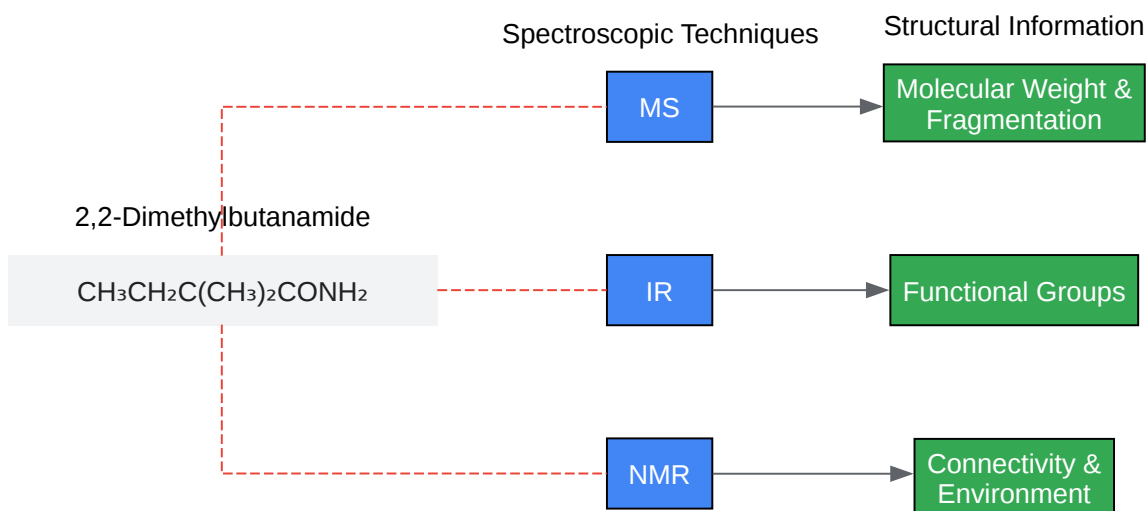 Spectroscopic Techniques
Structural Information
MS
Molecular Weight &
Fragmentation
2,2-Dimethylbutanamide
CH₃CH₂C(CH₃)₂CONH₂
IR
Functional Groups
NMR
Connectivity &
Environment